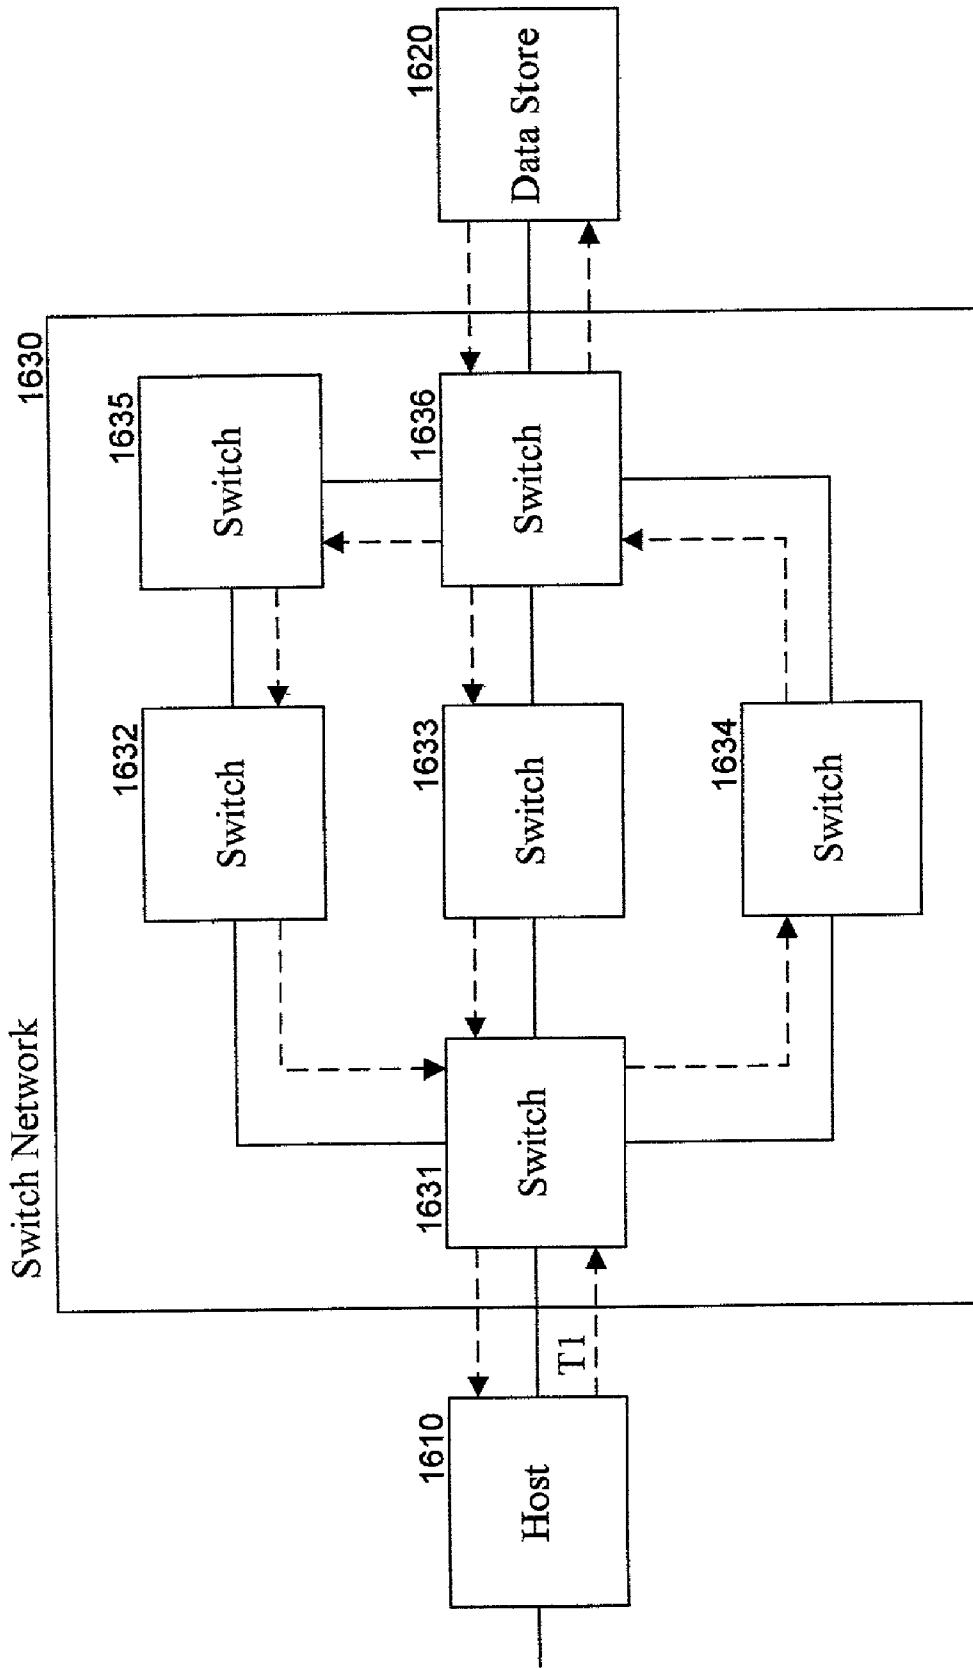 Switch Network
1630
1610
Host
T1
1631
Switch
1632
Switch
1633
Switch
1634
Switch
1635
Switch
1636
Switch
1620
Data Store